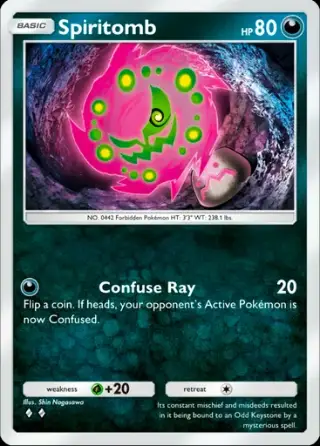 BASIC Spiritomb HP 80
NO. 0442 Forbidden Pokémon HT: 3'3" WT: 238.1 lbs.
Confuse Ray 20
Flip a coin. If heads, your opponent's Active Pokémon
is now Confused.
weakness +20 retreat
Illus. Shin Nagasawa
Its constant mischief and misdeeds resulted
in it being bound to an Odd Keystone by a
mysterious spell.